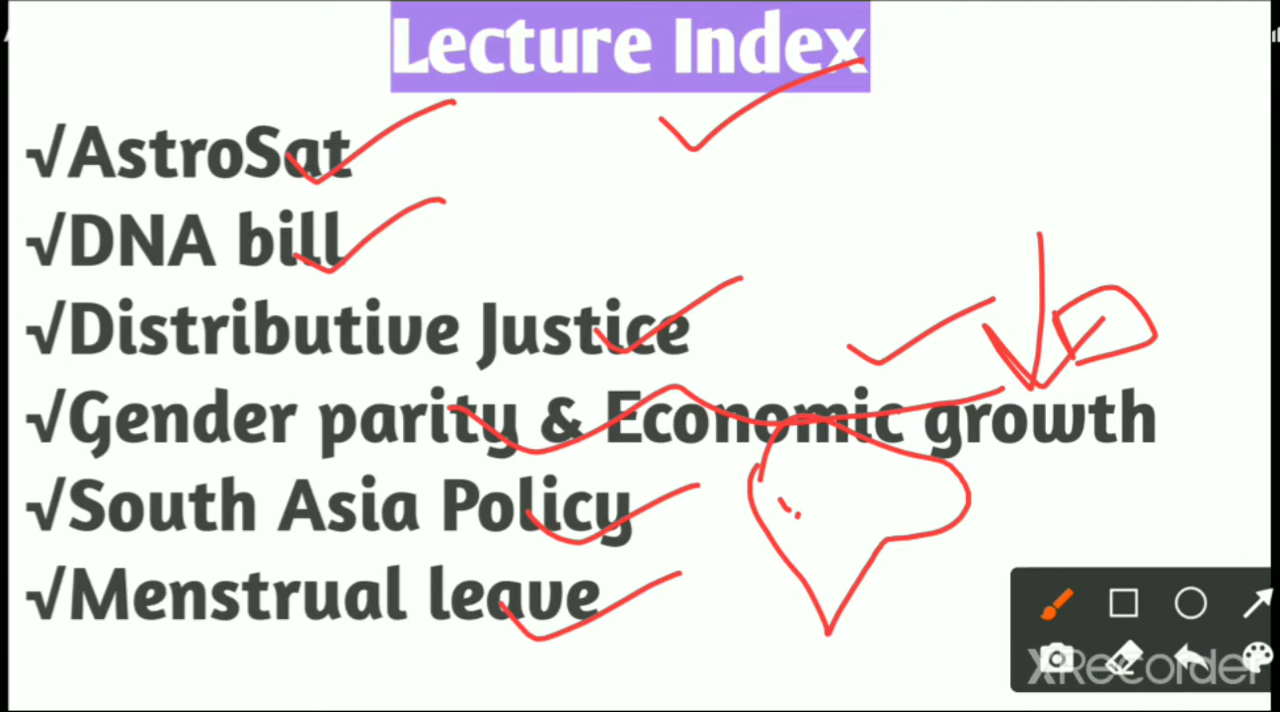 Lecture Index
√AstroSat
√DNA bill
√Distributive Justice
√Gender parity & Economic growth
√South Asia Policy
√Menstrual leave
XRecorder